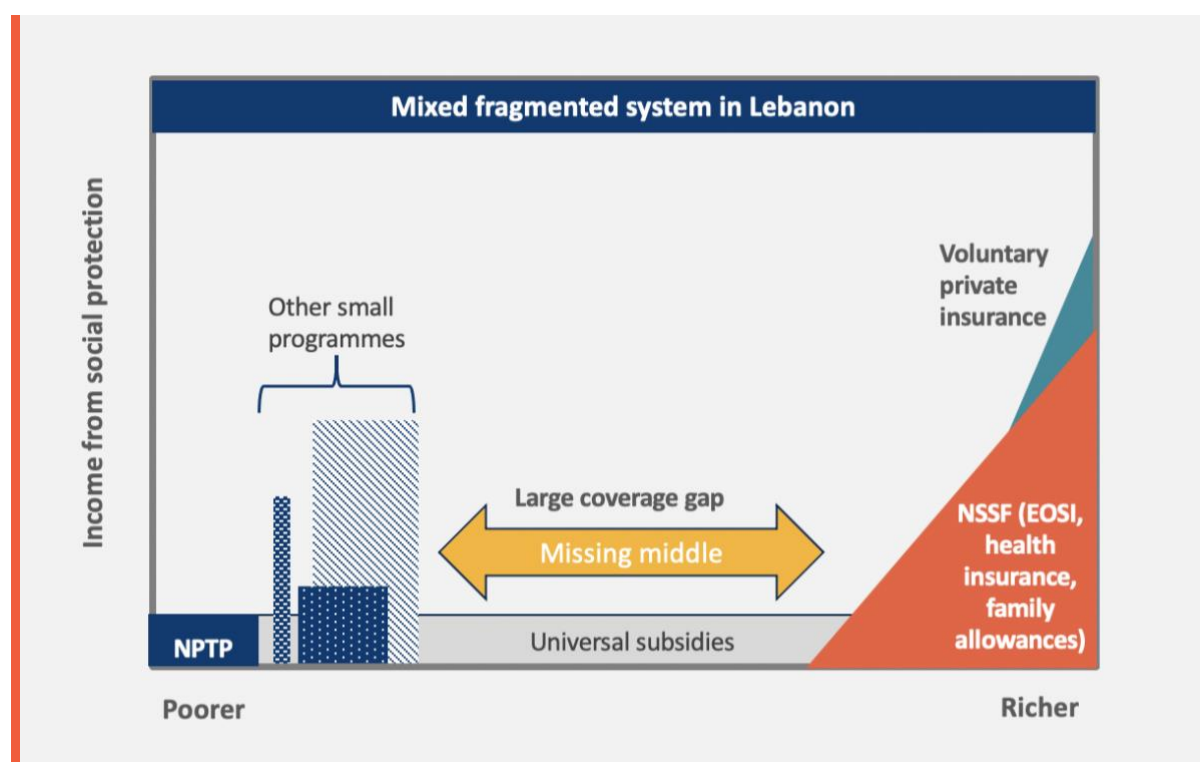 Mixed fragmented system in Lebanon
Income from social protection
Other small
programmes
Voluntary
private
insurance
Large coverage gap
Missing middle
NSSF (EOSI,
health
insurance,
family
allowances)
NPTP
Universal subsidies
Poorer
Richer